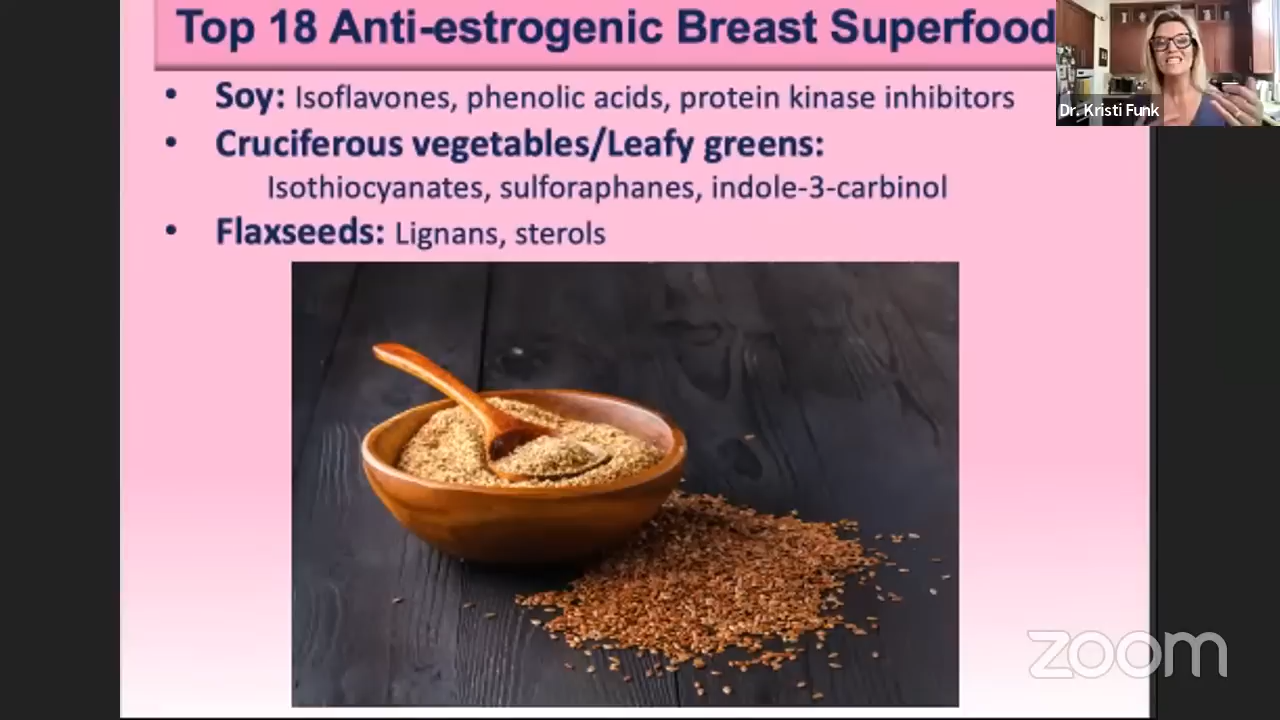 Top 18 Anti-estrogenic Breast Superfood
• Soy: Isoflavones, phenolic acids, protein kinase inhibitors
• Cruciferous vegetables/Leafy greens:
Isothiocyanates, sulforaphanes, indole-3-carbinol
• Flaxseeds: Lignans, sterols
Dr. Kristi Funk
zoom